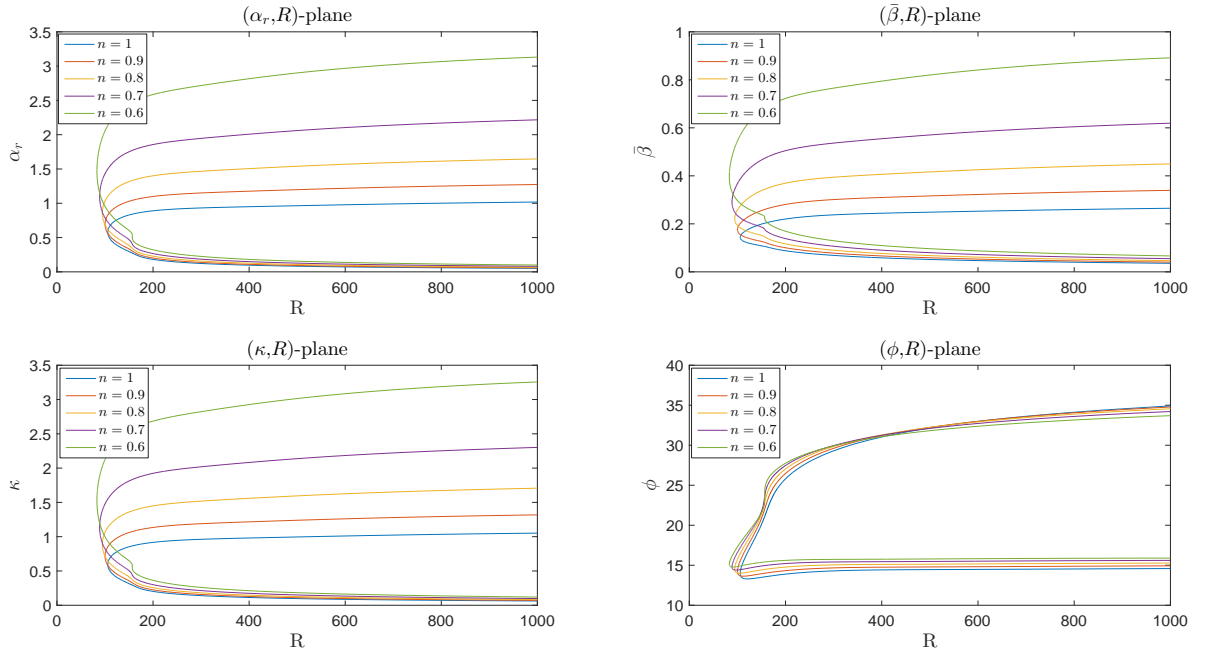 (α_r,R)-plane
3.5
3
2.5
2
1.5
1
0.5
0
α_r
n = 1
n = 0.9
n = 0.8
n = 0.7
n = 0.6
0 200 400 600 800 1000
R
(β̄,R)-plane
1
0.8
0.6
0.4
0.2
0
β̄
n = 1
n = 0.9
n = 0.8
n = 0.7
n = 0.6
0 200 400 600 800 1000
R
(κ,R)-plane
3.5
3
2.5
2
1.5
1
0.5
0
κ
n = 1
n = 0.9
n = 0.8
n = 0.7
n = 0.6
0 200 400 600 800 1000
R
(ϕ,R)-plane
40
35
30
25
20
15
10
ϕ
n = 1
n = 0.9
n = 0.8
n = 0.7
n = 0.6
0 200 400 600 800 1000
R